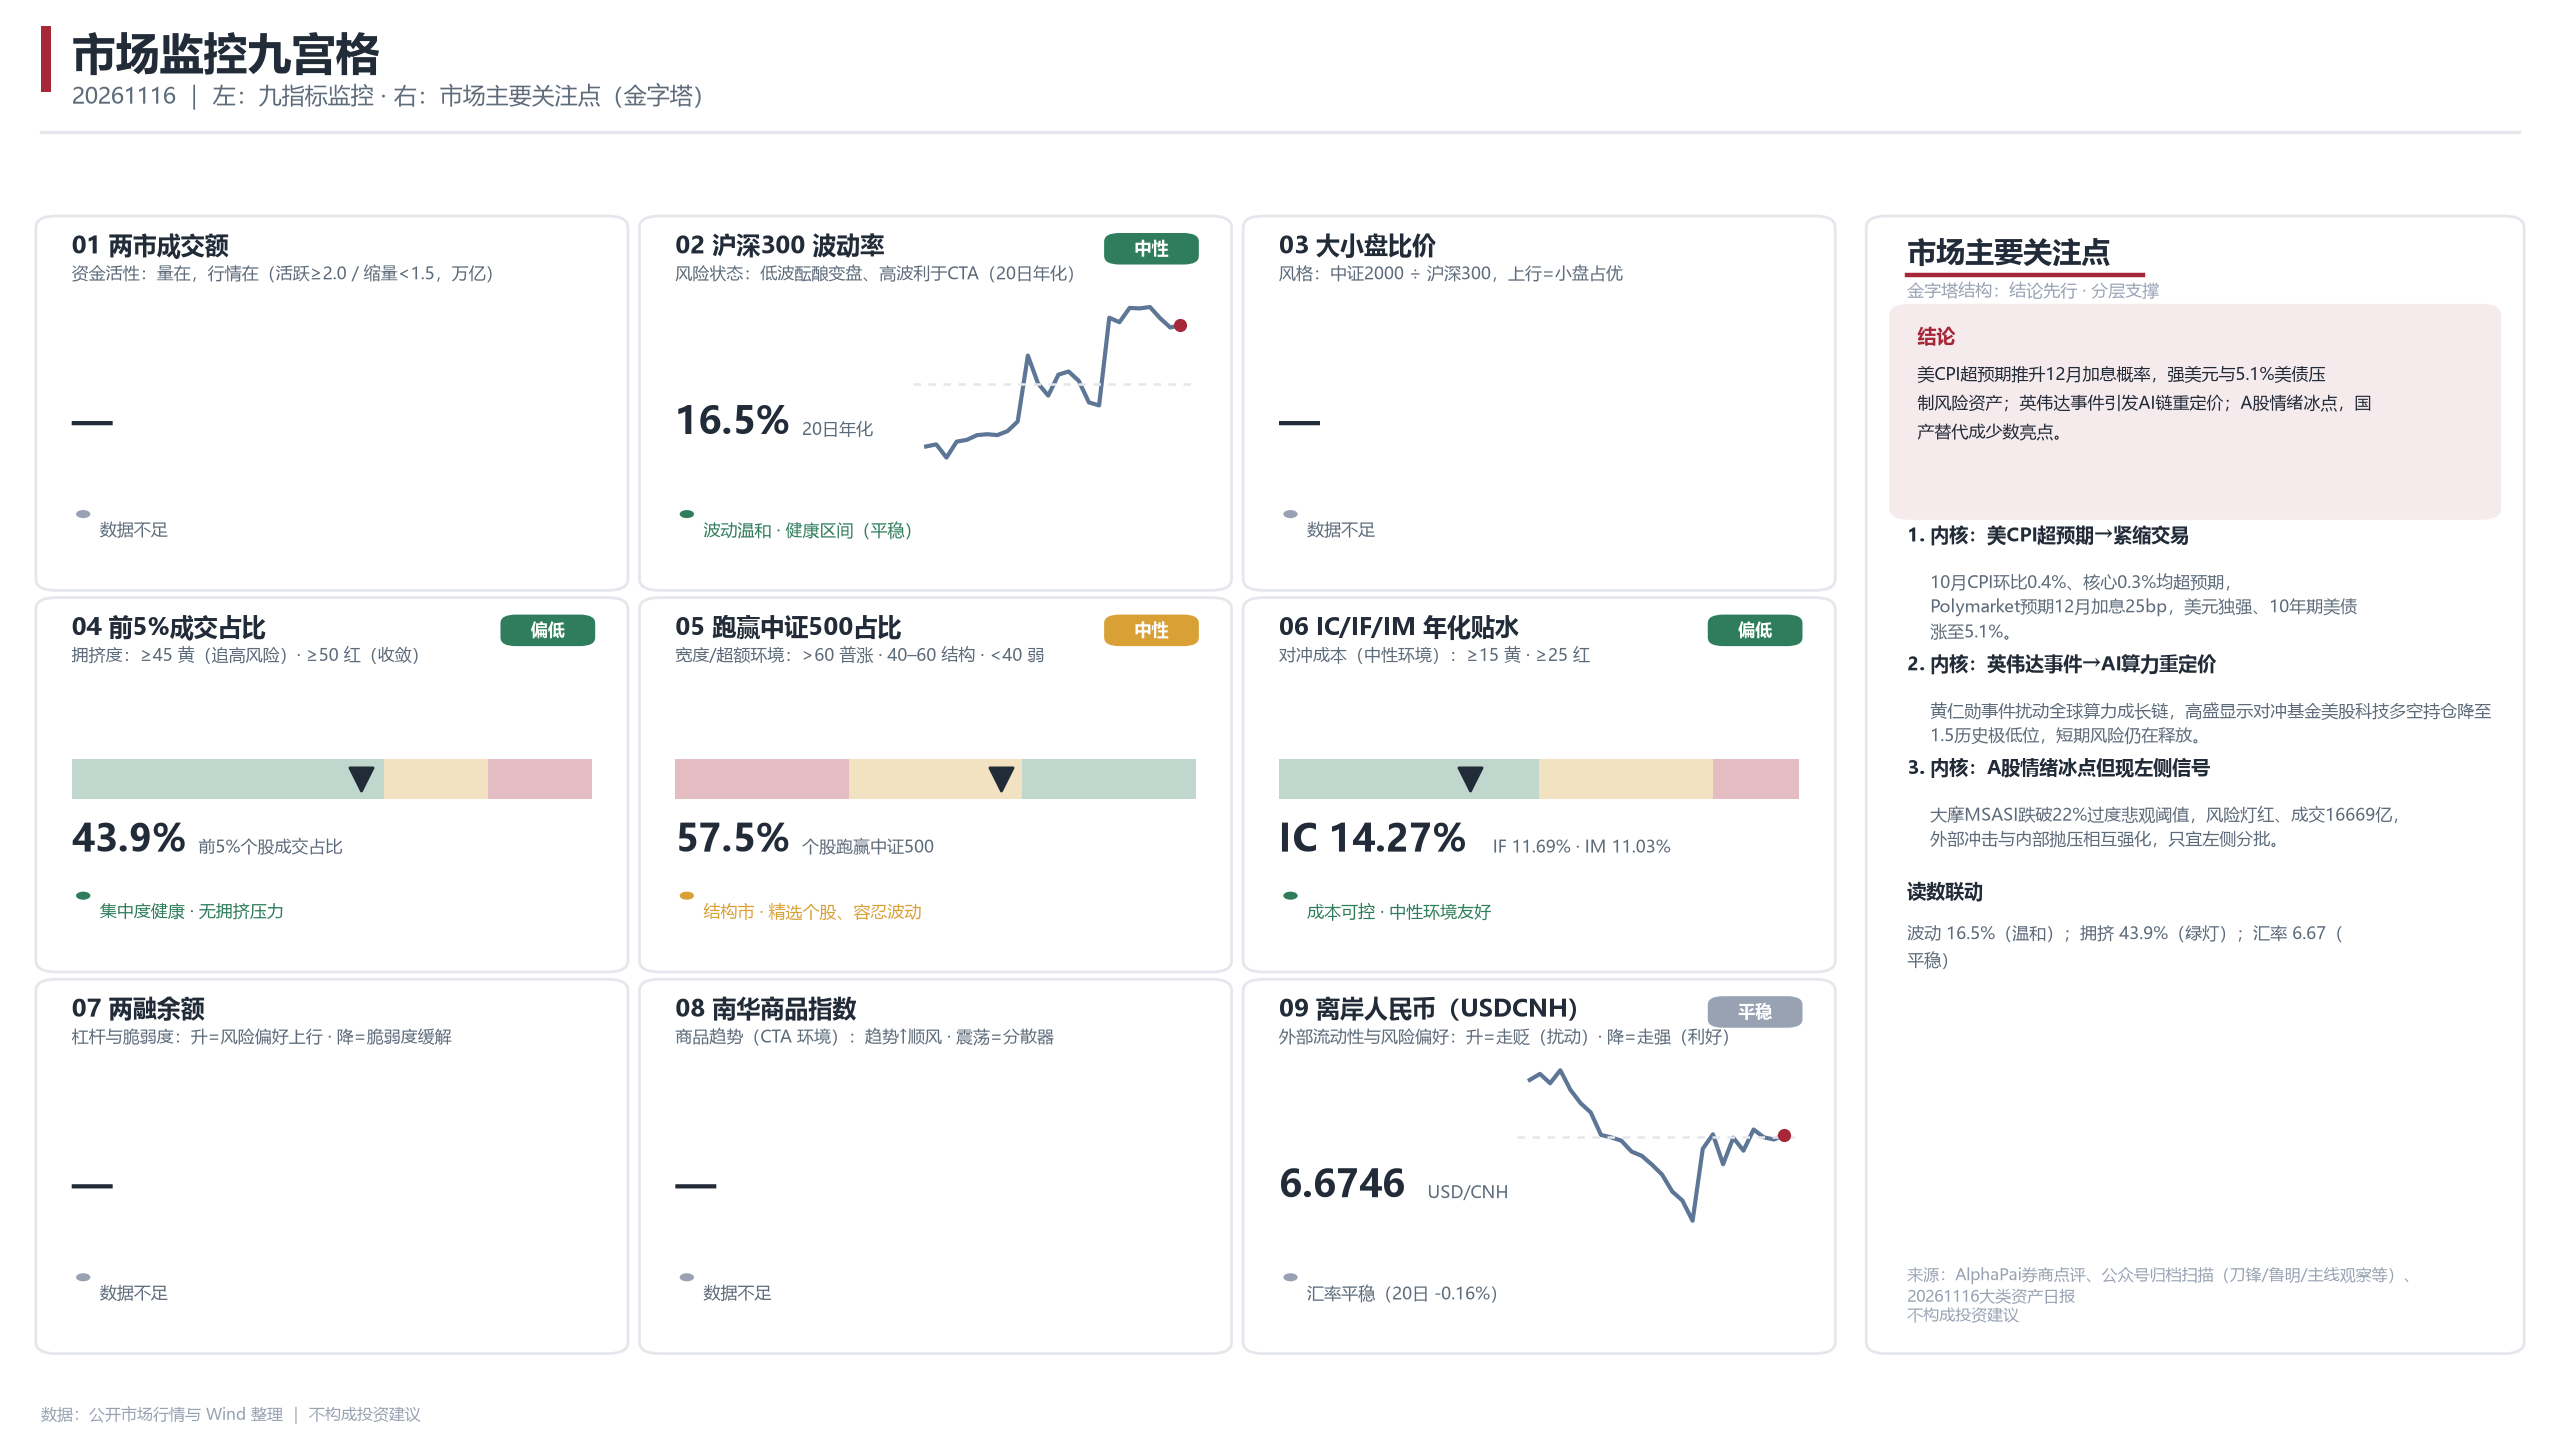 市场监控九宫格
20261116 ｜ 左：九指标监控 · 右：市场主要关注点（金字塔）
01 两市成交额
资金活性：量在，行情在（活跃≥2.0 / 缩量<1.5，万亿）
—
数据不足
02 沪深300 波动率
中性
风险状态：低波酝酿变盘、高波利于CTA（20日年化）
16.5% 20日年化
波动温和 · 健康区间（平稳）
03 大小盘比价
风格：中证2000 ÷ 沪深300，上行=小盘占优
—
数据不足
04 前5%成交占比
偏低
拥挤度：≥45 黄（追高风险）· ≥50 红（收敛）
43.9% 前5%个股成交占比
集中度健康 · 无拥挤压力
05 跑赢中证500占比
中性
宽度/超额环境：>60 普涨 · 40–60 结构 · <40 弱
57.5% 个股跑赢中证500
结构市 · 精选个股、容忍波动
06 IC/IF/IM 年化贴水
偏低
对冲成本（中性环境）：≥15 黄 · ≥25 红
IC 14.27% IF 11.69% · IM 11.03%
成本可控 · 中性环境友好
07 两融余额
杠杆与脆弱度：升=风险偏好上行 · 降=脆弱度缓解
—
数据不足
08 南华商品指数
商品趋势（CTA 环境）：趋势↑顺风 · 震荡=分散器
—
数据不足
09 离岸人民币（USDCNH）
平稳
外部流动性与风险偏好：升=走贬（扰动）· 降=走强（利好）
6.6746 USD/CNH
汇率平稳（20日 -0.16%）
市场主要关注点
金字塔结构：结论先行 · 分层支撑
结论
美CPI超预期推升12月加息概率，强美元与5.1%美债压
制风险资产；英伟达事件引发AI链重定价；A股情绪冰点，国
产替代成少数亮点。
1. 内核：美CPI超预期→紧缩交易
10月CPI环比0.4%、核心0.3%均超预期，
Polymarket预期12月加息25bp，美元独强、10年期美债
涨至5.1%。
2. 内核：英伟达事件→AI算力重定价
黄仁勋事件扰动全球算力成长链，高盛显示对冲基金美股科技多空持仓降至
1.5历史极低位，短期风险仍在释放。
3. 内核：A股情绪冰点但现左侧信号
大摩MSASI跌破22%过度悲观阈值，风险灯红、成交16669亿，
外部冲击与内部抛压相互强化，只宜左侧分批。
读数联动
波动 16.5%（温和）；拥挤 43.9%（绿灯）；汇率 6.67（
平稳）
来源：AlphaPai券商点评、公众号归档扫描（刀锋/鲁明/主线观察等）、
20261116大类资产日报
不构成投资建议
数据：公开市场行情与 Wind 整理 ｜ 不构成投资建议